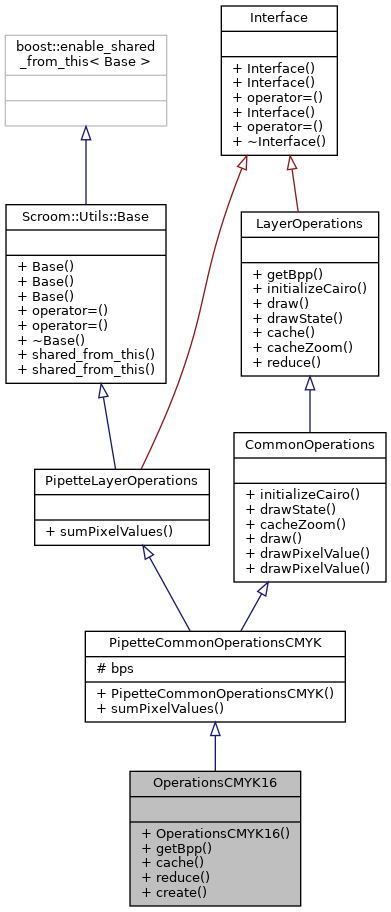 Interface
+ Interface()
+ Interface()
+ operator=()
+ Interface()
+ operator=()
+ ~Interface()
boost::enable_shared
_from_this< Base >
Scroom::Utils::Base
+ Base()
+ Base()
+ Base()
+ operator=()
+ operator=()
+ ~Base()
+ shared_from_this()
+ shared_from_this()
LayerOperations
+ getBpp()
+ initializeCairo()
+ draw()
+ drawState()
+ cache()
+ cacheZoom()
+ reduce()
CommonOperations
+ initializeCairo()
+ drawState()
+ cacheZoom()
+ draw()
+ drawPixelValue()
+ drawPixelValue()
PipetteLayerOperations
+ sumPixelValues()
PipetteCommonOperationsCMYK
# bps
+ PipetteCommonOperationsCMYK()
+ sumPixelValues()
OperationsCMYK16
+ OperationsCMYK16()
+ getBpp()
+ cache()
+ reduce()
+ create()